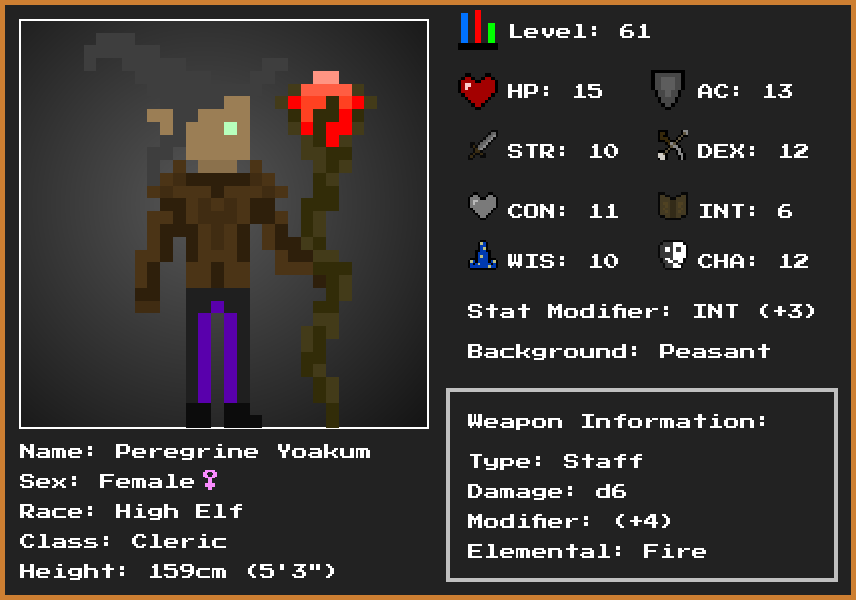 Level: 61
HP: 15
AC: 13
STR: 10
DEX: 12
CON: 11
INT: 6
WIS: 10
CHA: 12
Stat Modifier: INT (+3)
Background: Peasant
Weapon Information:
Type: Staff
Damage: d6
Modifier: (+4)
Elemental: Fire
Name: Peregrine Yoakum
Sex: Female♀
Race: High Elf
Class: Cleric
Height: 159cm (5'3")